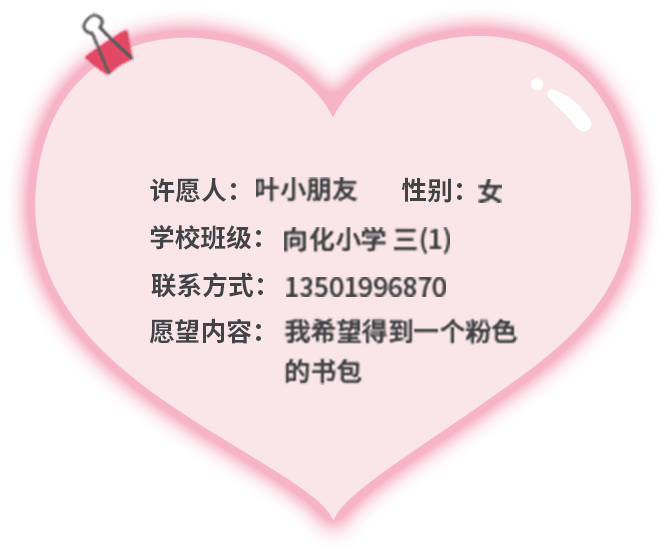 许愿人：叶小朋友 性别：女
学校班级：向化小学 三(1)
联系方式：13501996870
愿望内容：我希望得到一个粉色
的书包